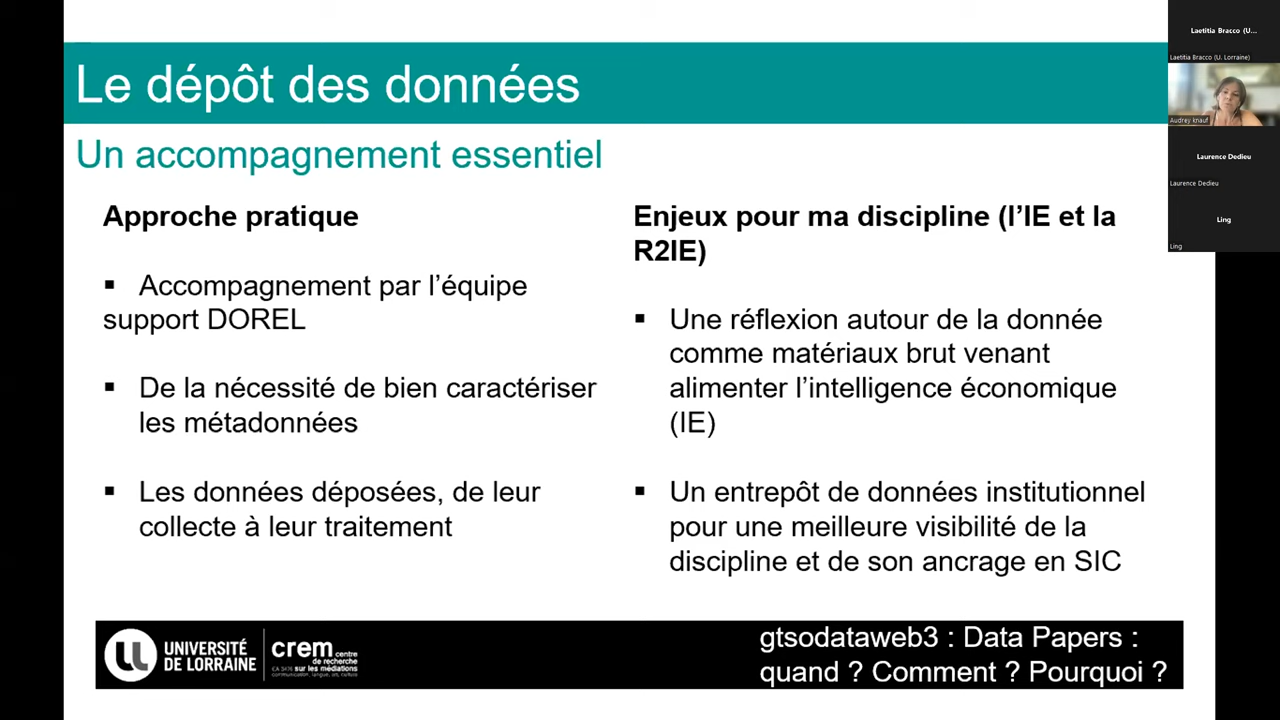 Le dépôt des données
Un accompagnement essentiel
Approche pratique
▪ Accompagnement par l’équipe
support DOREL
▪ De la nécessité de bien caractériser
les métadonnées
▪ Les données déposées, de leur
collecte à leur traitement
Enjeux pour ma discipline (l’IE et la
R2IE)
▪ Une réflexion autour de la donnée
comme matériaux brut venant
alimenter l’intelligence économique
(IE)
▪ Un entrepôt de données institutionnel
pour une meilleure visibilité de la
discipline et de son ancrage en SIC
UNIVERSITÉ
DE LORRAINE
crem centre
de recherche
sur les médiations
communication, langue, art, culture
gtsodataweb3 : Data Papers :
quand ? Comment ? Pourquoi ?
Laetitia Bracco (U...
Laetitia Bracco (U. Lorraine)
Audrey knauf
Laurence Dedieu
Laurence Dedieu
Ling
Ling